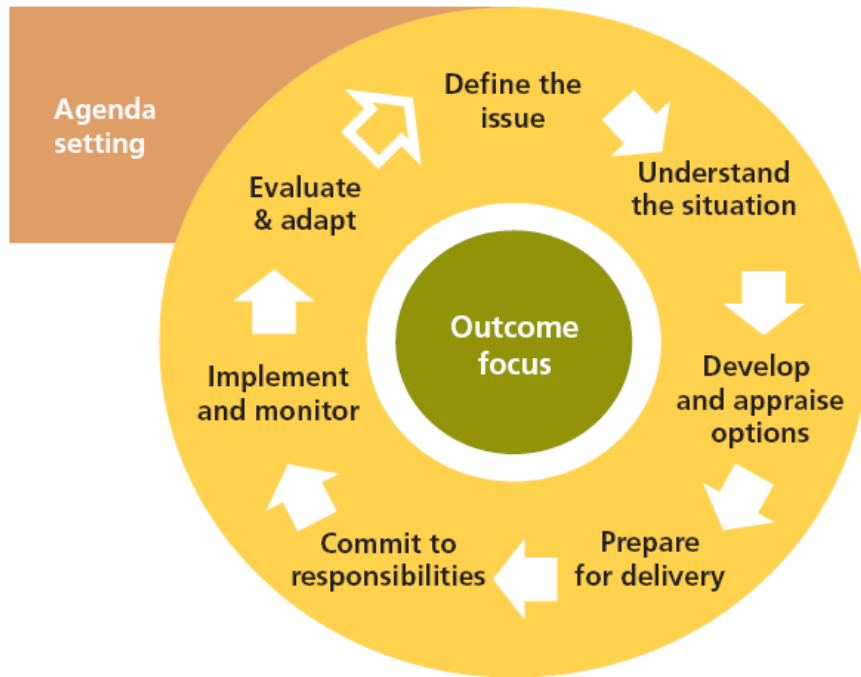 Agenda
setting
Define the
issue
Understand
the situation
Develop
and appraise
options
Prepare
for delivery
Commit to
responsibilities
Implement
and monitor
Evaluate
& adapt
Outcome
focus